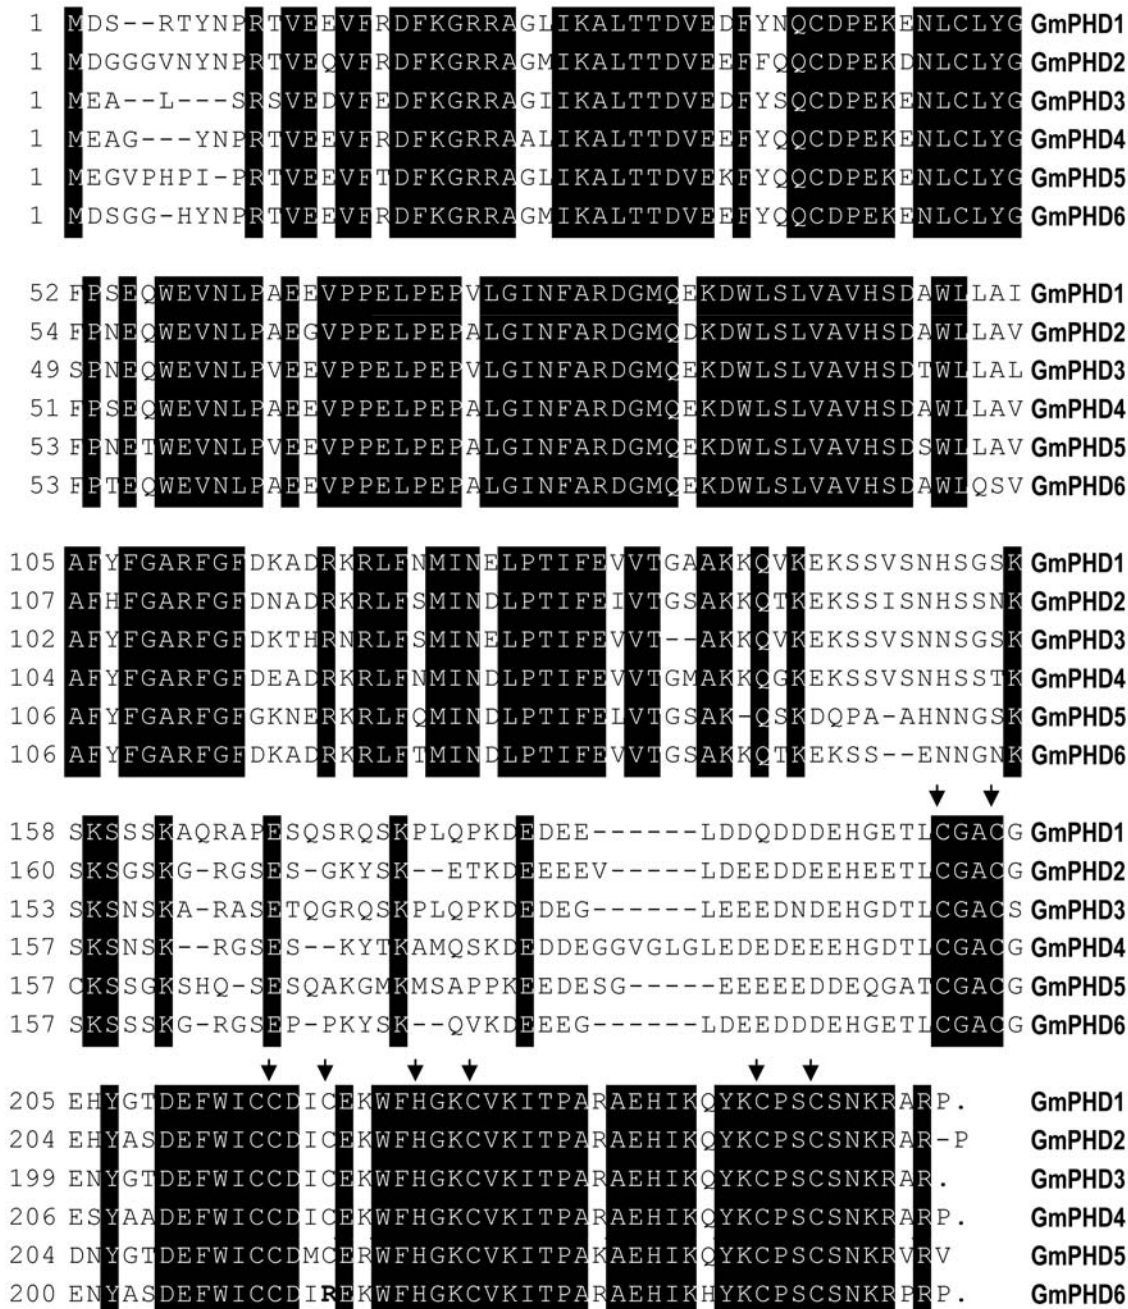 1 MDS--RTYNPRTVEEVFRDFKGRRAGLIKALTTDVEDFYNQCDPEKENLCLYG GmPHD1
1 MDGGGVNYNPRTVEQVFRDFKGRRAGMIKALTTDVEEFFQQCDPEKDNLCLYG GmPHD2
1 MEA--L---SRSVEDVFEDFKGRRAGIIKALTTDVEDFYSQCDPEKENLCLYG GmPHD3
1 MEAG---YNPRTVEEVFRDFKGRRAALIKALTTDVEEFYQQCDPEKENLCLYG GmPHD4
1 MEGVPHPI-PRTVEEVFTDFKGRRAGLIKALTTDVEKFYQQCDPEKENLCLYG GmPHD5
1 MDSGG-HYNPRTVEEVFRDFKGRRAGMIKALTTDVEEFYQQCDPEKENLCLYG GmPHD6
52 FPSEQWEVNLPAEEVPPELPEPVLGINFARDGMQEKDWLSLVAVHSDAWLLAI GmPHD1
54 FPNEQWEVNLPAEGVPPELPEPALGINFARDGMQDKDWLSLVAVHSDAWLLAV GmPHD2
49 SPNEQWEVNLPVEEVPPELPEPVLGINFARDGMQEKDWLSLVAVHSDTWLLAL GmPHD3
51 FPSEQWEVNLPAEEVPPELPEPALGINFARDGMQEKDWLSLVAVHSDAWLLAV GmPHD4
53 FPNETWEVNLPVEEVPPELPEPALGINFARDGMQEKDWLSLVAVHSDSWLLAV GmPHD5
53 FPTEQWEVNLPAEEVPPELPEPALGINFARDGMQEKDWLSLVAVHSDAWLQSV GmPHD6
105 AFYFGARFGFDKADRKRLFNMINELPTIFEVVTGAAKKQVKEKSSVSNHSGSK GmPHD1
107 AFHFGARFGFDNADRKRLFSMINDLPTIFEIVTGSAKKQTKEKSSISNHSSNK GmPHD2
102 AFYFGARFGFDKTHRNRLFSMINELPTIFEVVT--AKKQVKEKSSVSNNSGSK GmPHD3
104 AFYFGARFGFDEADRKRLFNMINDLPTIFEVVTGMAKKQGKEKSSVSNHSSTK GmPHD4
106 AFYFGARFGFGKNERKRLFQMINDLPTIFELVTGSAK-QSKDQPA-AHNNGSK GmPHD5
106 AFYFGARFGFDKADRKRLFTMINDLPTIFEVVTGSAKKQTKEKSS--ENNGNK GmPHD6
158 SKSSSKAQRAPESQSRQSKPLQPKDEDEE------LDDQDDDEHGETLCGACG GmPHD1
160 SKSGSKG-RGSES-GKYSK--ETKDEEEEV-----LDEEDDEEHEETLCGACG GmPHD2
153 SKSNSKA-RASETQGRQSKPLQPKDEDEG------LEEEDNDEHGDTLCGACS GmPHD3
157 SKSNSK--RGSES--KYTKAMQSKDEDDEGGVGLGLEDEDEEEHGDTLCGACG GmPHD4
157 CKSSGKSHQ-SESQAKGMKMSAPPKEEDESG-----EEEEEDDEQGATCGACG GmPHD5
157 SKSSSKG-RGSEP-PKYSK--QVKDEEEG------LDEEDDDEHGETLCGACG GmPHD6
205 EHYGTDEFWICCDICEKWFHGKCVKITPARAEHIKQYKCPSCSNKRARP. GmPHD1
204 EHYASDEFWICCDICEKWFHGKCVKITPARAEHIKQYKCPSCSNKRAR-P GmPHD2
199 ENYGTDEFWICCDICEKWFHGKCVKITPARAEHIKQYKCPSCSNKRAR. GmPHD3
206 ESYAADEFWICCDICEKWFHGKCVKITPARAEHIKQYKCPSCSNKRARP. GmPHD4
204 DNYGTDEFWICCDMCERWFHGKCVKITPAKAEHIKQYKCPSCSNKRVRV GmPHD5
200 ENYASDEFWICCDIREKWFHGKCVKITPARAEHIKHYKCPSCSNKRPRP. GmPHD6